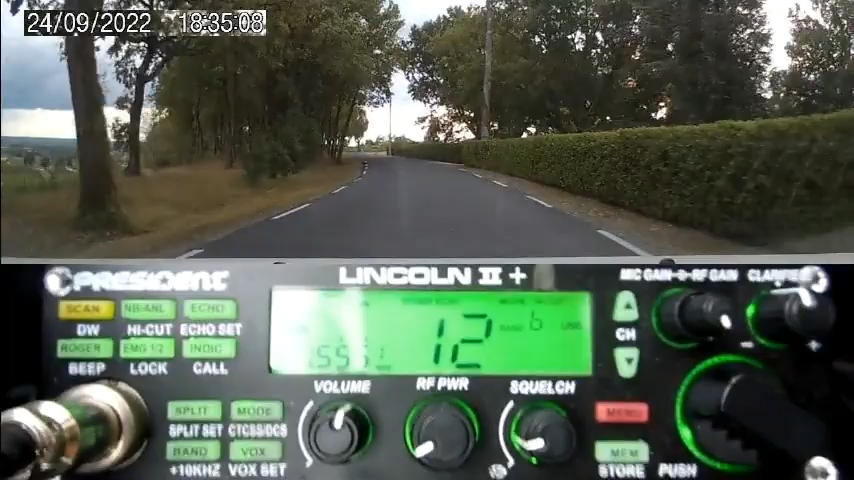 24/09/2022 18:35:08
PRESIDENT LINCOLN II + MIC GAIN RF GAIN CLARIFIER
SCAN NB/ANL ECHO
DW HI-CUT ECHO SET
ROGER EMG 1/2 INDIC
BEEP LOCK CALL
12 BAND b USB
CH
VOLUME RF PWR SQUELCH
SPLIT MODE MENU
SPLIT SET CTCSS/DCS
BAND VOX MEM
+10KHZ VOX SET STORE PUSH